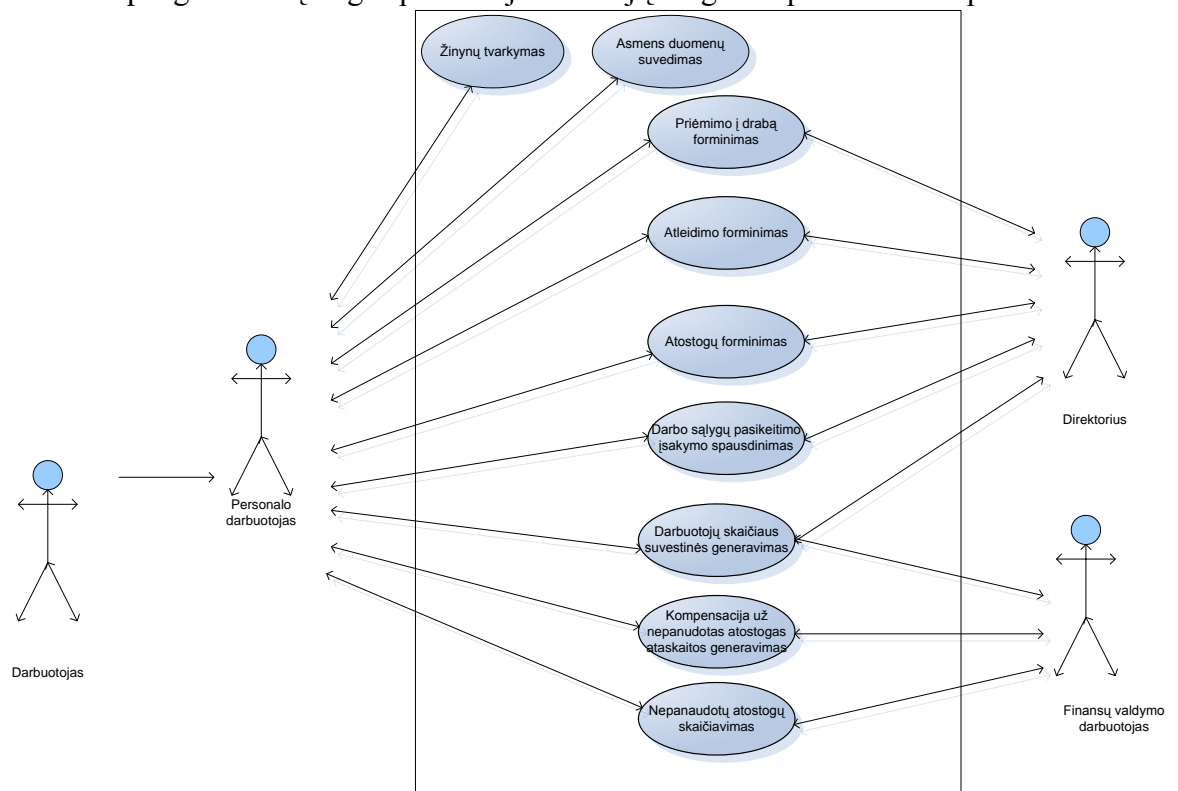 Žinynų tvarkymas
Asmens duomenų
suvedimas
Priėmimo į drabą
forminimas
Atleidimo forminimas
Atostogų forminimas
Darbo sąlygų pasikeitimo
įsakymo spausdinimas
Darbuotojų skaičiaus
suvestinės generavimas
Kompensacija už
nepanudotas atostogas
ataskaitos generavimas
Nepanaudotų atostogų
skaičiavimas
Darbuotojas
Personalo
darbuotojas
Direktorius
Finansų valdymo
darbuotojas